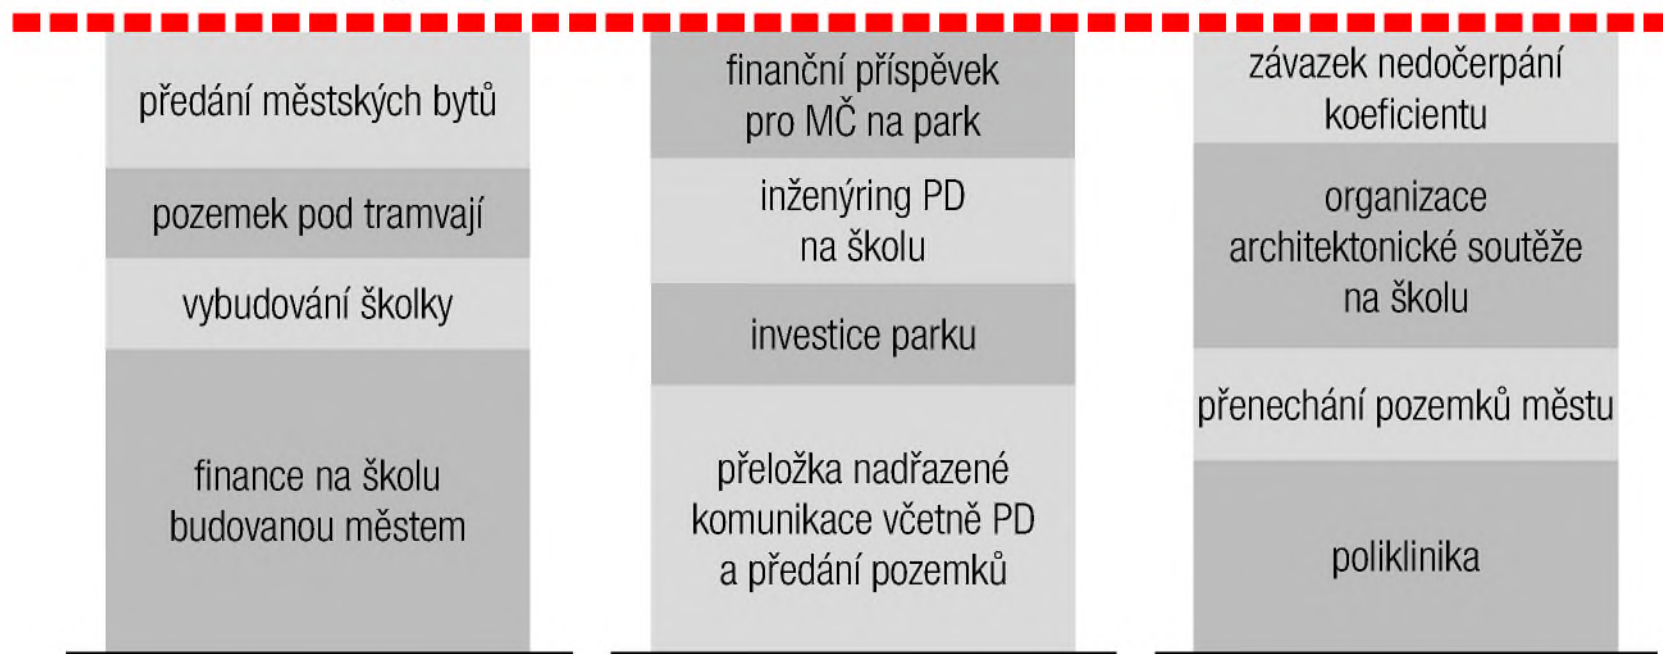 předání městských bytů
pozemek pod tramvají
vybudování školky
finance na školu
budovanou městem
finanční příspěvek
pro MČ na park
inženýring PD
na školu
investice parku
přeložka nadřazené
komunikace včetně PD
a předání pozemků
závazek nedočerpání
koeficientu
organizace
architektonické soutěže
na školu
přenechání pozemků městu
poliklinika